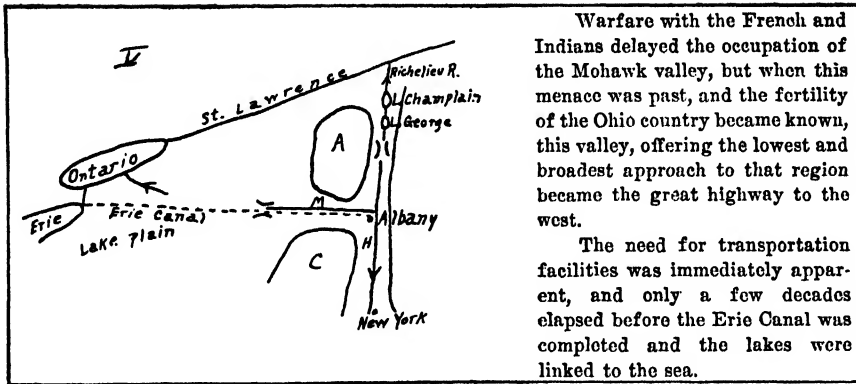 V
Richelieu R.
St. Lawrence
L Champlain
L George
A
Ontario
M
Erie
Erie Canal
Albany
Lake Plain
H
C
New York
Warfare with the French and
Indians delayed the occupation of
the Mohawk valley, but when this
menace was past, and the fertility
of the Ohio country became known,
this valley, offering the lowest and
broadest approach to that region
became the great highway to the
west.
The need for transportation
facilities was immediately appar-
ent, and only a few decades
elapsed before the Erie Canal was
completed and the lakes were
linked to the sea.